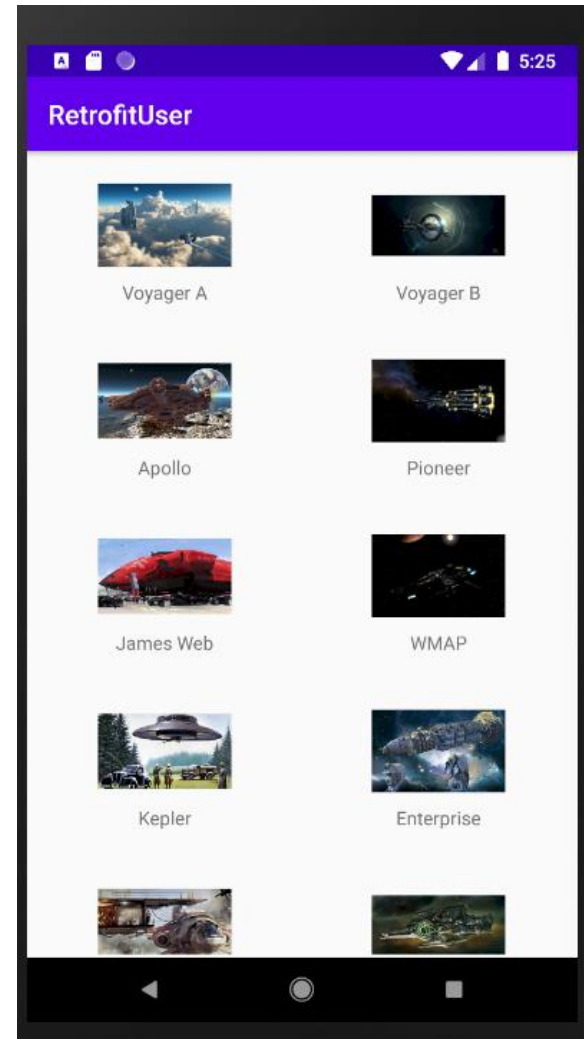 5:25
RetrofitUser
Voyager A
Voyager B
Apollo
Pioneer
James Web
WMAP
Kepler
Enterprise